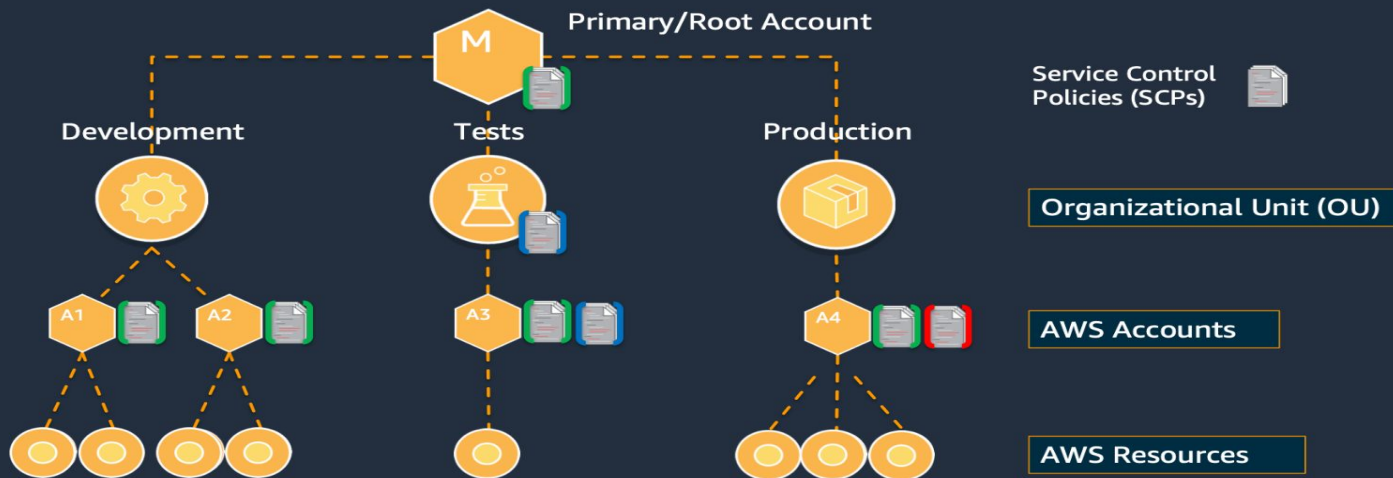 Primary/Root Account
M
Service Control
Policies (SCPs)
Development
Tests
Production
Organizational Unit (OU)
A1
A2
A3
A4
AWS Accounts
AWS Resources